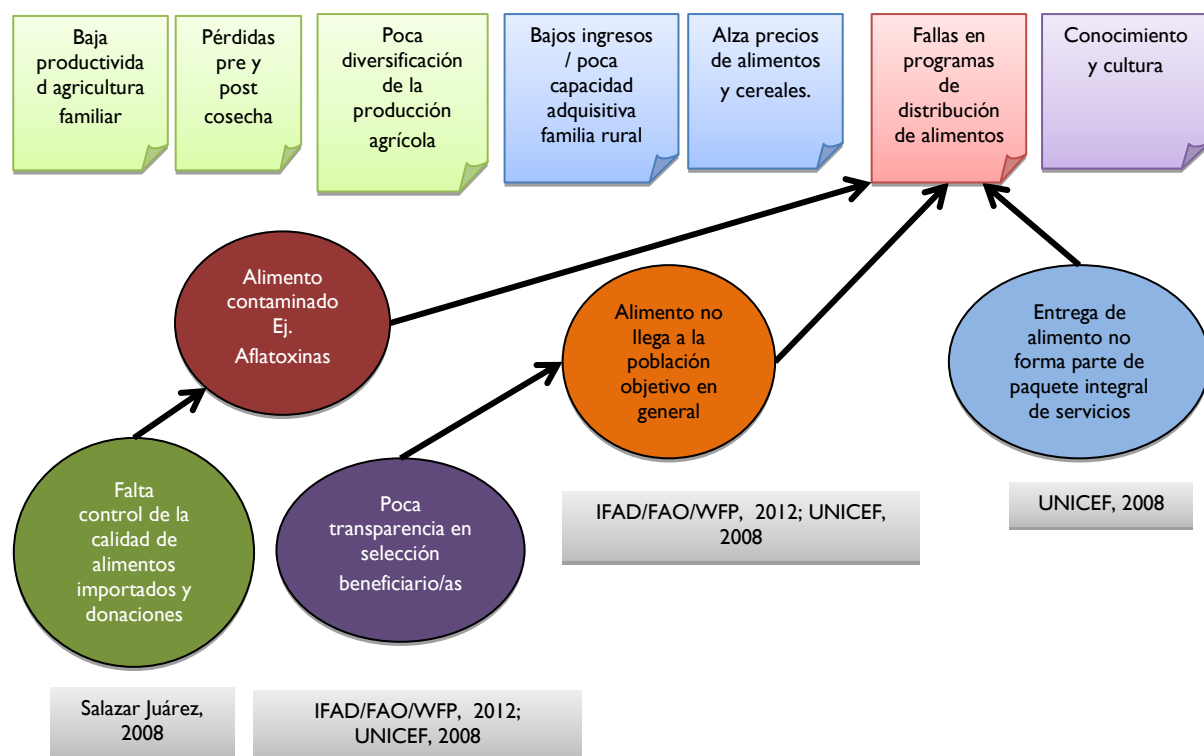 Baja
productivida
d agricultura
familiar
Pérdidas
pre y
post
cosecha
Poca
diversificación
de la
producción
agrícola
Bajos ingresos
/ poca
capacidad
adquisitiva
familia rural
Alza precios
de alimentos
y cereales.
Fallas en
programas
de
distribución
de alimentos
Conocimiento
y cultura
Alimento
contaminado
Ej.
Aflatoxinas
Alimento no
llega a la
población
objetivo en
general
Entrega de
alimento no
forma parte de
paquete integral
de servicios
Falta
control de la
calidad de
alimentos
importados y
donaciones
Poca
transparencia en
selección
beneficiario/as
IFAD/FAO/WFP, 2012; UNICEF,
2008
UNICEF, 2008
Salazar Juárez,
2008
IFAD/FAO/WFP, 2012;
UNICEF, 2008